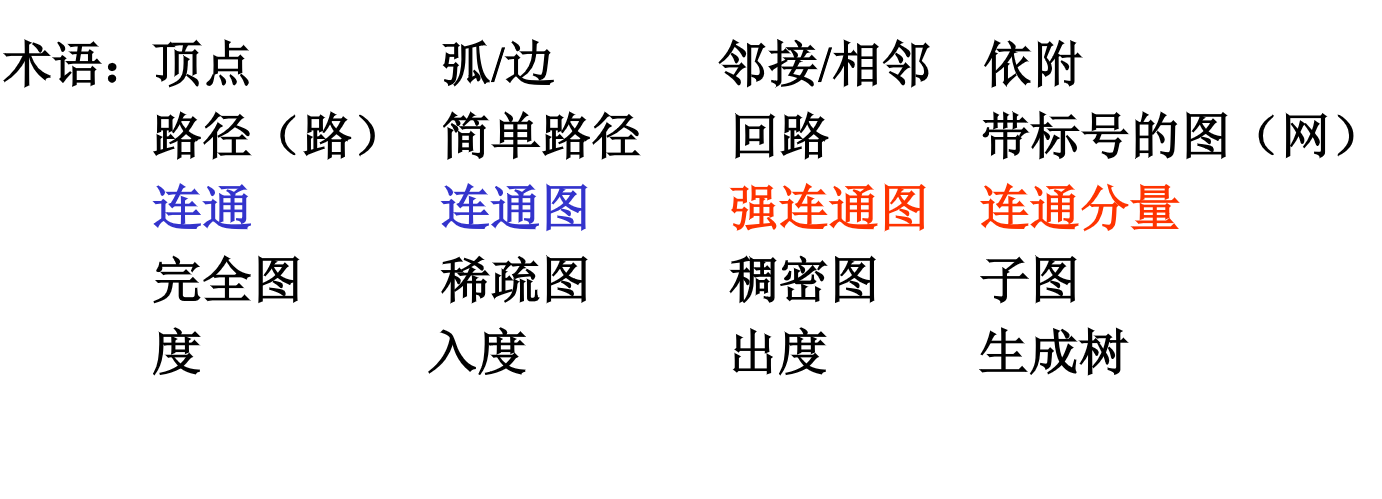 术语：顶点 弧/边 邻接/相邻 依附
路径（路） 简单路径 回路 带标号的图（网）
连通 连通图 强连通图 连通分量
完全图 稀疏图 稠密图 子图
度 入度 出度 生成树